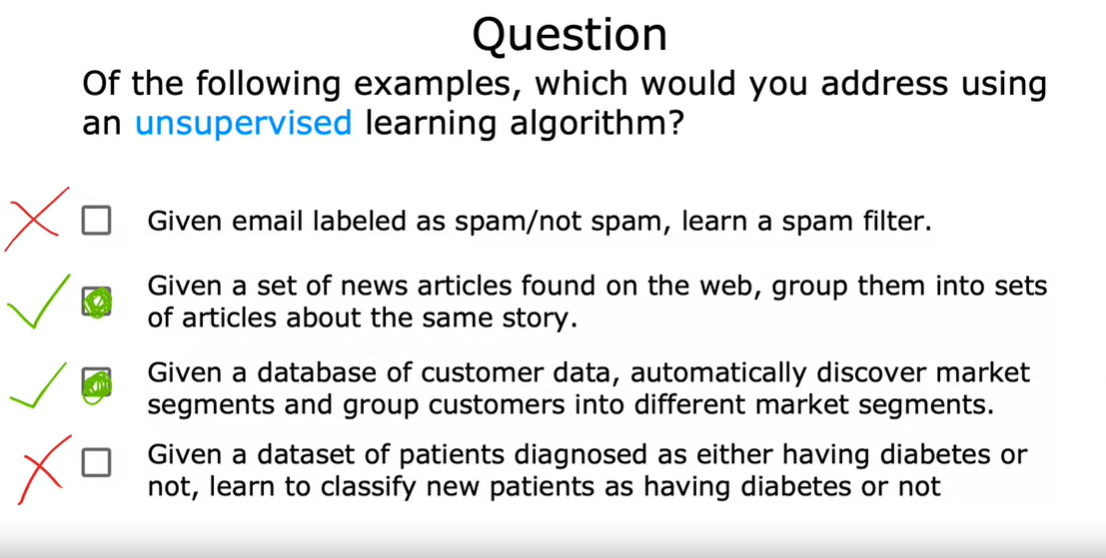 Question
Of the following examples, which would you address using
an unsupervised learning algorithm?
Given email labeled as spam/not spam, learn a spam filter.
Given a set of news articles found on the web, group them into sets
of articles about the same story.
Given a database of customer data, automatically discover market
segments and group customers into different market segments.
Given a dataset of patients diagnosed as either having diabetes or
not, learn to classify new patients as having diabetes or not